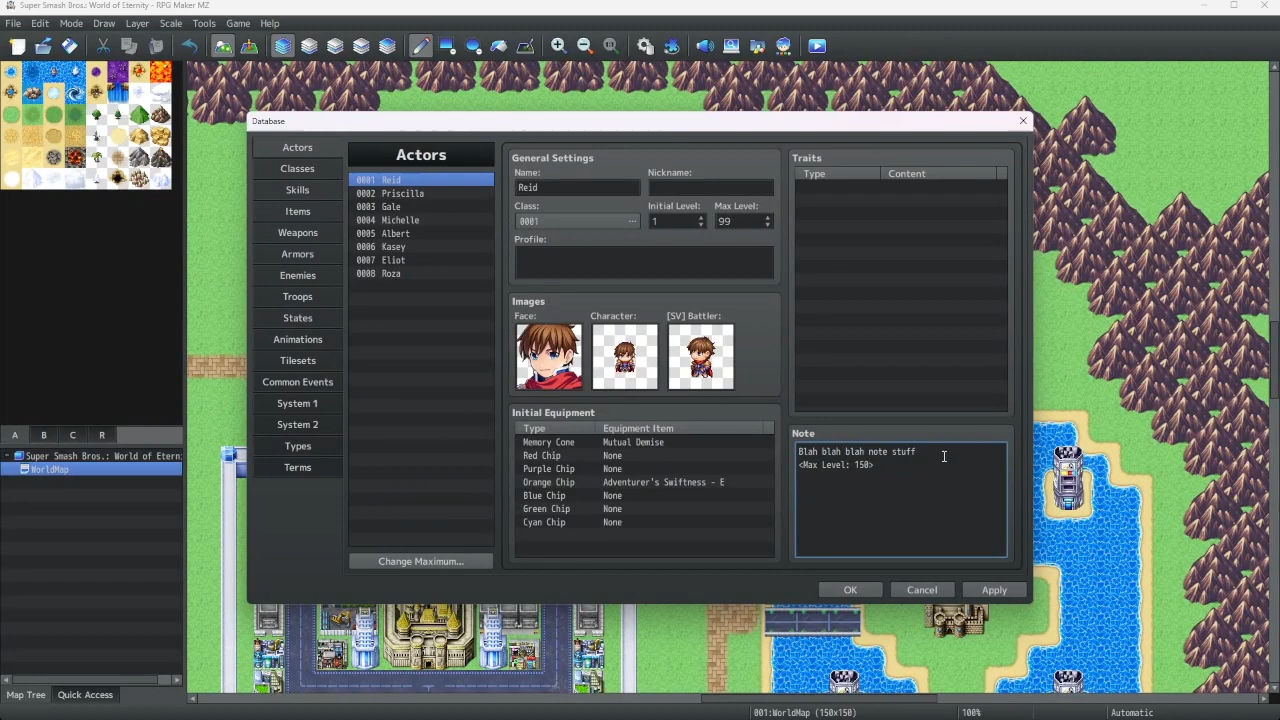 Super Smash Bros.: World of Eternity - RPG Maker MZ
File Edit Mode Draw Layer Scale Tools Game Help
Database
Actors
Classes
Skills
Items
Weapons
Armors
Enemies
Troops
States
Animations
Tilesets
Common Events
System 1
System 2
Types
Terms
Actors
0001 Reid
0002 Priscilla
0003 Gale
0004 Michelle
0005 Albert
0006 Kasey
0007 Eliot
0008 Roza
Change Maximum...
General Settings
Name: Nickname:
Reid
Class: Initial Level: Max Level:
0001 ... 1 99
Profile:
Images
Face: Character: [SV] Battler:
Initial Equipment
Type Equipment Item
Memory Cone Mutual Demise
Red Chip None
Purple Chip None
Orange Chip Adventurer's Swiftness - E
Blue Chip None
Green Chip None
Cyan Chip None
Traits
Type Content
Note
Blah blah blah note stuff
<Max Level: 150>
OK Cancel Apply
A B C R
Super Smash Bros.: World of Etern
WorldMap
Map Tree Quick Access
001:WorldMap (150x150) 100% Automatic